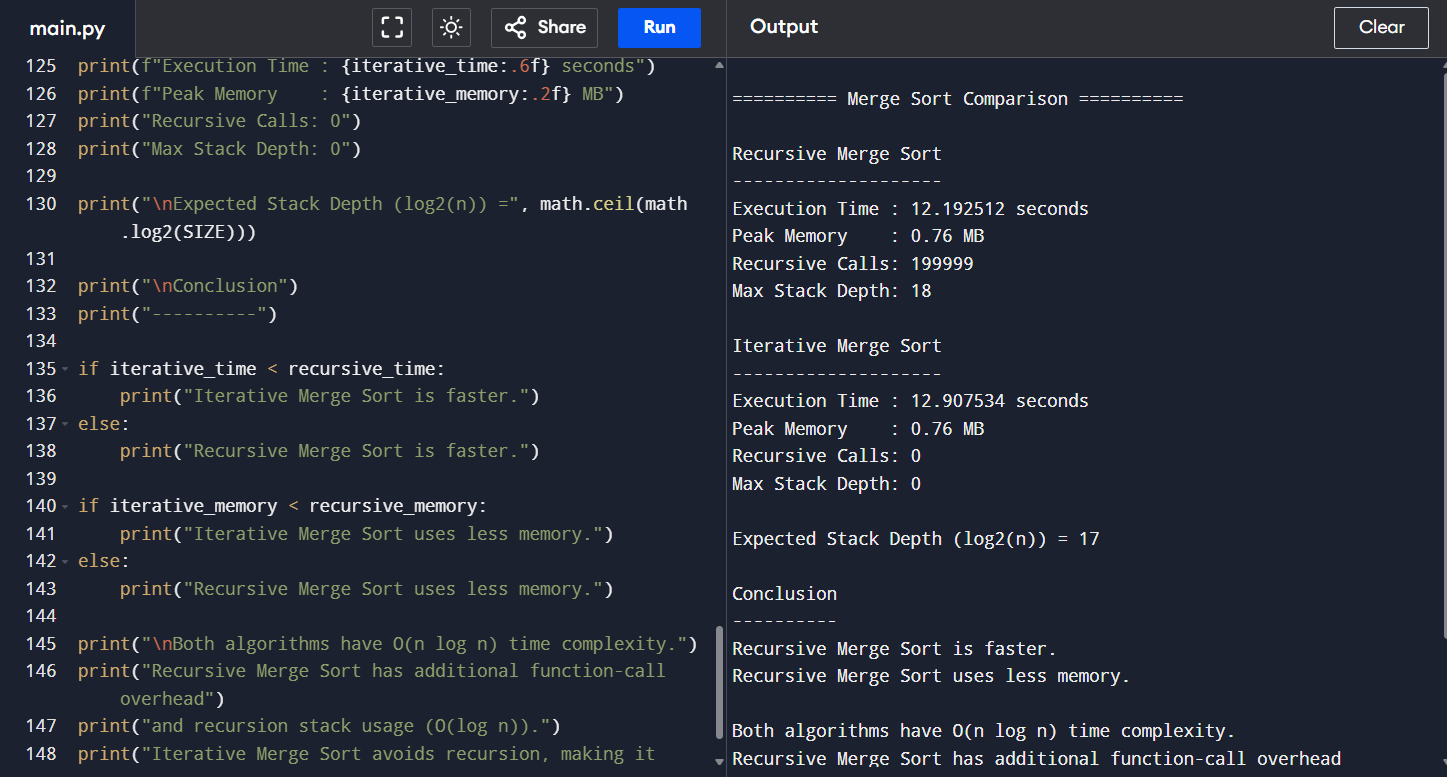 main.py
Share
Run
Output
Clear
125 print(f"Execution Time : {iterative_time:.6f} seconds")
126 print(f"Peak Memory    : {iterative_memory:.2f} MB")
127 print("Recursive Calls: 0")
128 print("Max Stack Depth: 0")
129
130 print("\nExpected Stack Depth (log2(n)) =", math.ceil(math
.log2(SIZE)))
131
132 print("\nConclusion")
133 print("----------")
134
135 if iterative_time < recursive_time:
136     print("Iterative Merge Sort is faster.")
137 else:
138     print("Recursive Merge Sort is faster.")
139
140 if iterative_memory < recursive_memory:
141     print("Iterative Merge Sort uses less memory.")
142 else:
143     print("Recursive Merge Sort uses less memory.")
144
145 print("\nBoth algorithms have O(n log n) time complexity.")
146 print("Recursive Merge Sort has additional function-call
overhead")
147 print("and recursion stack usage (O(log n)).")
148 print("Iterative Merge Sort avoids recursion, making it
========== Merge Sort Comparison ==========
Recursive Merge Sort
--------------------
Execution Time : 12.192512 seconds
Peak Memory    : 0.76 MB
Recursive Calls: 199999
Max Stack Depth: 18
Iterative Merge Sort
--------------------
Execution Time : 12.907534 seconds
Peak Memory    : 0.76 MB
Recursive Calls: 0
Max Stack Depth: 0
Expected Stack Depth (log2(n)) = 17
Conclusion
----------
Recursive Merge Sort is faster.
Recursive Merge Sort uses less memory.
Both algorithms have O(n log n) time complexity.
Recursive Merge Sort has additional function-call overhead